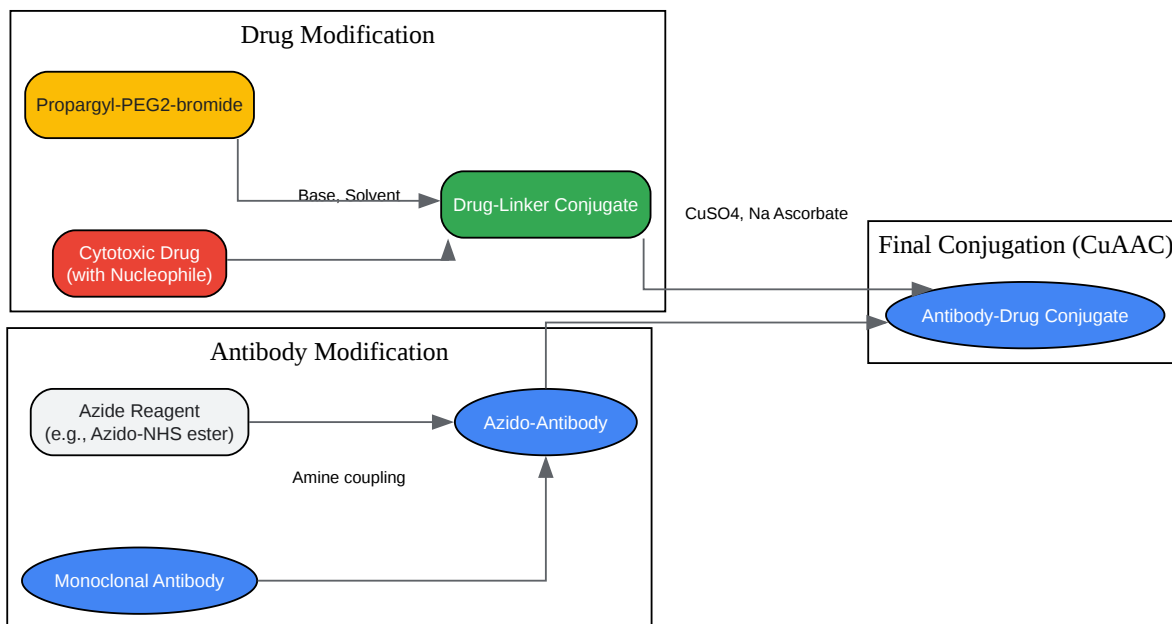 Drug Modification
Propargyl-PEG2-bromide
Base, Solvent
Drug-Linker Conjugate
Cytotoxic Drug
(with Nucleophile)
CuSO4, Na Ascorbate
Final Conjugation (CuAAC)
Antibody-Drug Conjugate
Antibody Modification
Azide Reagent
(e.g., Azido-NHS ester)
Azido-Antibody
Amine coupling
Monoclonal Antibody